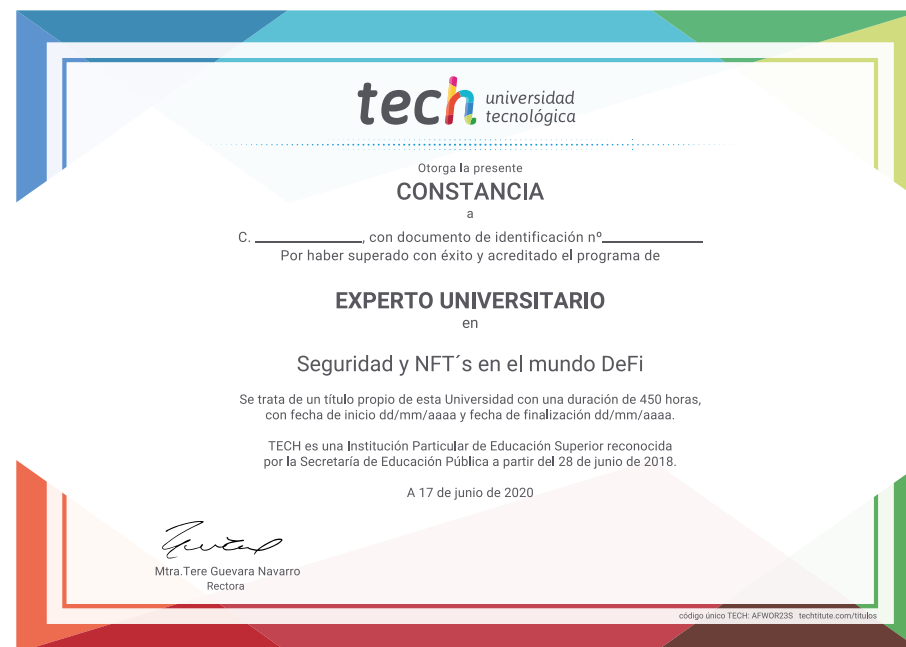 tech universidad
tecnológica
Otorga la presente
CONSTANCIA
a
C. ______________, con documento de identificación nº_____________
Por haber superado con éxito y acreditado el programa de
EXPERTO UNIVERSITARIO
en
Seguridad y NFT´s en el mundo DeFi
Se trata de un título propio de esta Universidad con una duración de 450 horas,
con fecha de inicio dd/mm/aaaa y fecha de finalización dd/mm/aaaa.
TECH es una Institución Particular de Educación Superior reconocida
por la Secretaría de Educación Pública a partir del 28 de junio de 2018.
A 17 de junio de 2020
Mtra.Tere Guevara Navarro
Rectora
código único TECH: AFWOR23S techtitute.com/titulos